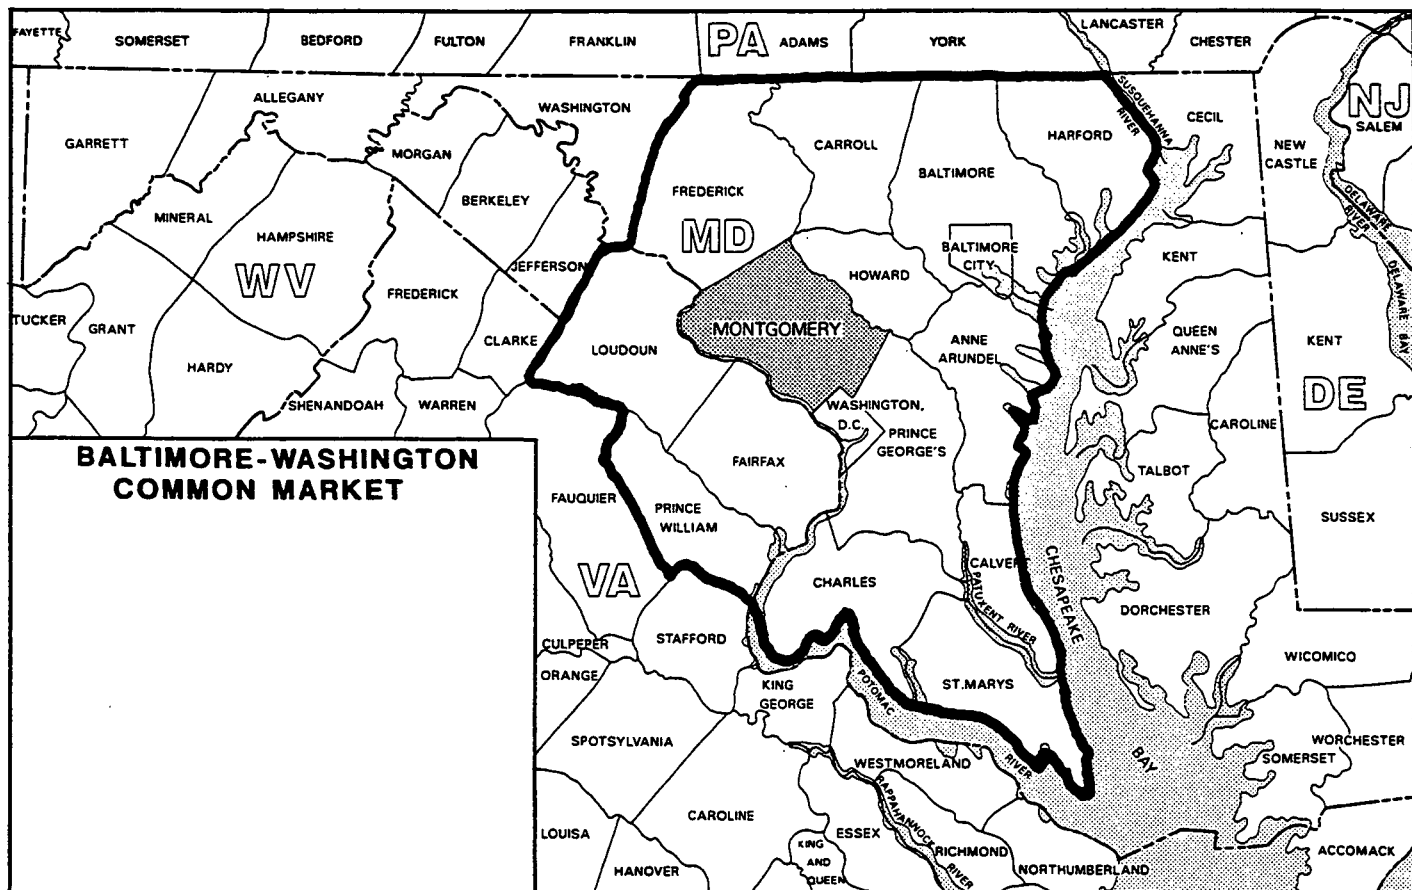 FAYETTE
SOMERSET
BEDFORD
FULTON
FRANKLIN
PA
ADAMS
YORK
LANCASTER
CHESTER
NJ
SALEM
GARRETT
ALLEGANY
WASHINGTON
MORGAN
BERKELEY
MINERAL
HAMPSHIRE
WV
JEFFERSON
FREDERICK
CLARKE
TUCKER
GRANT
HARDY
SHENANDOAH
WARREN
FREDERICK
MD
CARROLL
BALTIMORE
HARFORD
SUSQUEHANNA
RIVER
CECIL
NEW
CASTLE
DELAWARE
RIVER
DELAWARE BAY
BALTIMORE
CITY
HOWARD
KENT
MONTGOMERY
LOUDOUN
ANNE
ARUNDEL
QUEEN
ANNE'S
KENT
DE
WASHINGTON,
D.C.
PRINCE
GEORGE'S
CAROLINE
TALBOT
FAIRFAX
BALTIMORE-WASHINGTON
COMMON MARKET
FAUQUIER
PRINCE
WILLIAM
SUSSEX
VA
CHARLES
CALVERT
PATUXENT RIVER
CHESAPEAKE
BAY
DORCHESTER
STAFFORD
CULPEPER
ORANGE
KING
GEORGE
POTOMAC
RIVER
ST.MARYS
WICOMICO
SPOTSYLVANIA
WESTMORELAND
WORCHESTER
SOMERSET
CAROLINE
ESSEX
RAPPAHANNOCK
RIVER
LOUISA
HANOVER
KING
AND
QUEEN
RICHMOND
NORTHUMBERLAND
ACCOMACK